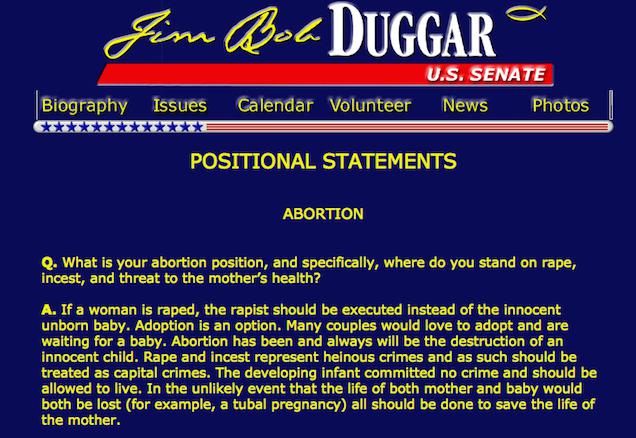 Jim Bob DUGGAR
U.S. SENATE
Biography Issues Calendar Volunteer News Photos
POSITIONAL STATEMENTS
ABORTION
Q. What is your abortion position, and specifically, where do you stand on rape,
incest, and threat to the mother's health?
A. If a woman is raped, the rapist should be executed instead of the innocent
unborn baby. Adoption is an option. Many couples would love to adopt and are
waiting for a baby. Abortion has been and always will be the destruction of an
innocent child. Rape and incest represent heinous crimes and as such should be
treated as capital crimes. The developing infant committed no crime and should be
allowed to live. In the unlikely event that the life of both mother and baby would
both be lost (for example, a tubal pregnancy) all should be done to save the life of
the mother.